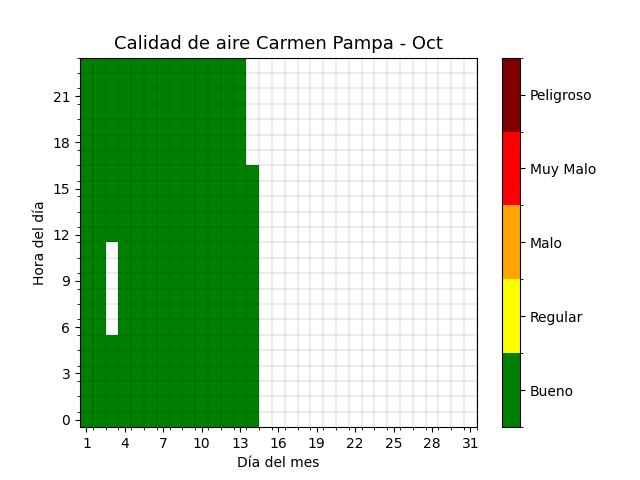 Calidad de aire Carmen Pampa - Oct
21
18
15
12
9
6
3
0
Hora del día
1 4 7 10 13 16 19 22 25 28 31
Día del mes
Peligroso
Muy Malo
Malo
Regular
Bueno